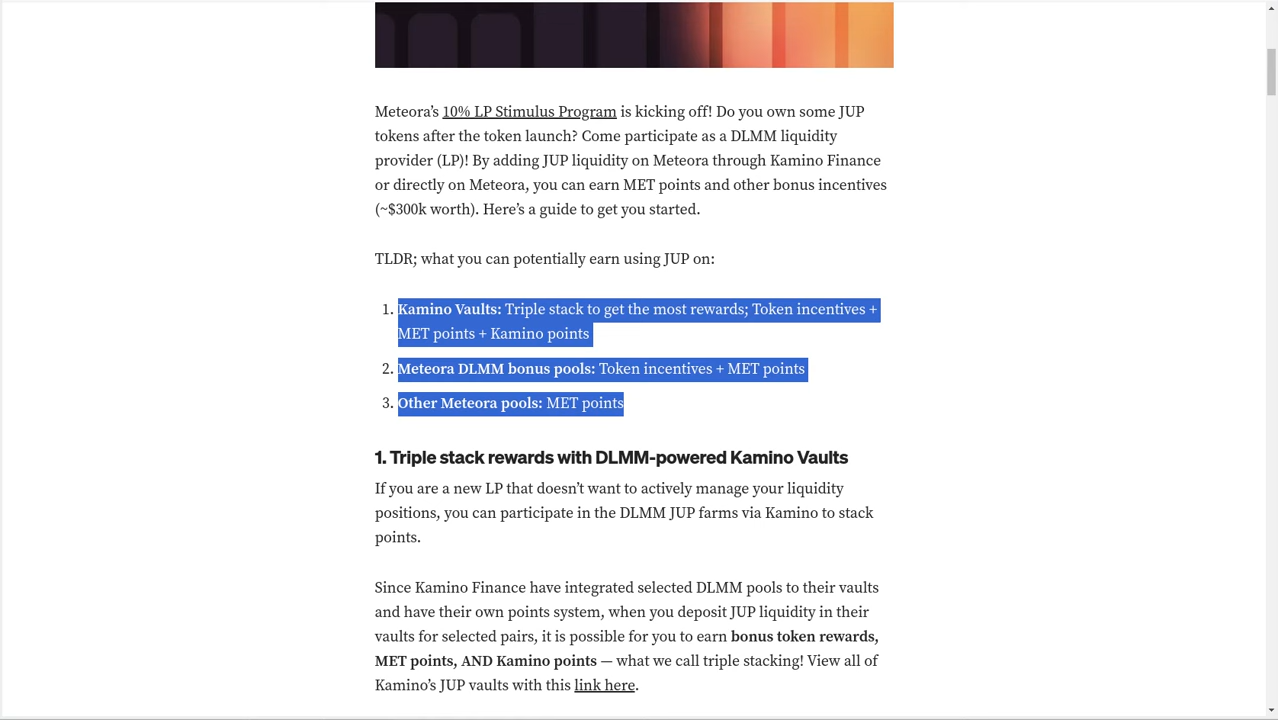 Meteora’s 10% LP Stimulus Program is kicking off! Do you own some JUP
tokens after the token launch? Come participate as a DLMM liquidity
provider (LP)! By adding JUP liquidity on Meteora through Kamino Finance
or directly on Meteora, you can earn MET points and other bonus incentives
(~$300k worth). Here’s a guide to get you started.
TLDR; what you can potentially earn using JUP on:
1. Kamino Vaults: Triple stack to get the most rewards; Token incentives +
MET points + Kamino points
2. Meteora DLMM bonus pools: Token incentives + MET points
3. Other Meteora pools: MET points
1. Triple stack rewards with DLMM-powered Kamino Vaults
If you are a new LP that doesn’t want to actively manage your liquidity
positions, you can participate in the DLMM JUP farms via Kamino to stack
points.
Since Kamino Finance have integrated selected DLMM pools to their vaults
and have their own points system, when you deposit JUP liquidity in their
vaults for selected pairs, it is possible for you to earn bonus token rewards,
MET points, AND Kamino points — what we call triple stacking! View all of
Kamino’s JUP vaults with this link here.